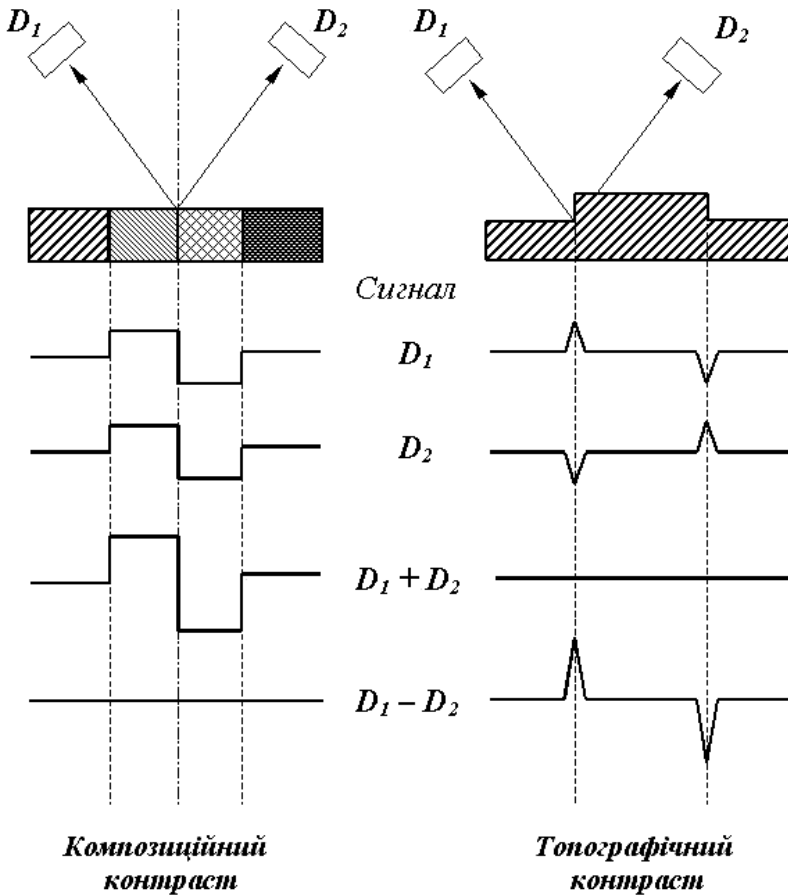 D₁ D₂ D₁ D₂
Сигнал
D₁
D₂
D₁ + D₂
D₁ – D₂
Композиційний
контраст
Топографічний
контраст